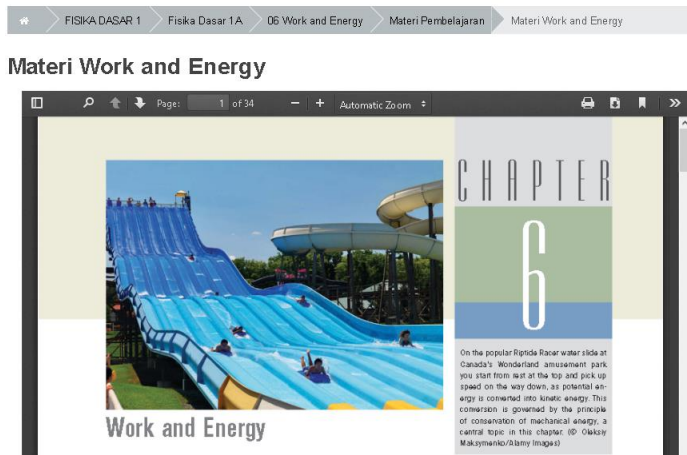 FISIKA DASAR 1 Fisika Dasar 1A 06 Work and Energy Materi Pembelajaran Materi Work and Energy
Materi Work and Energy
Page: 1 of 34 Automatic Zoom
CHAPTER
6
On the popular Riptide Racer water slide at
Canada's Wonderland amusement park
you start from rest at the top and pick up
speed on the way down, as potential en-
ergy is converted into kinetic energy. This
conversion is governed by the principle
of conservation of mechanical energy, a
central topic in this chapter. (© Oleksiy
Maksymenko/Alamy Images)
Work and Energy